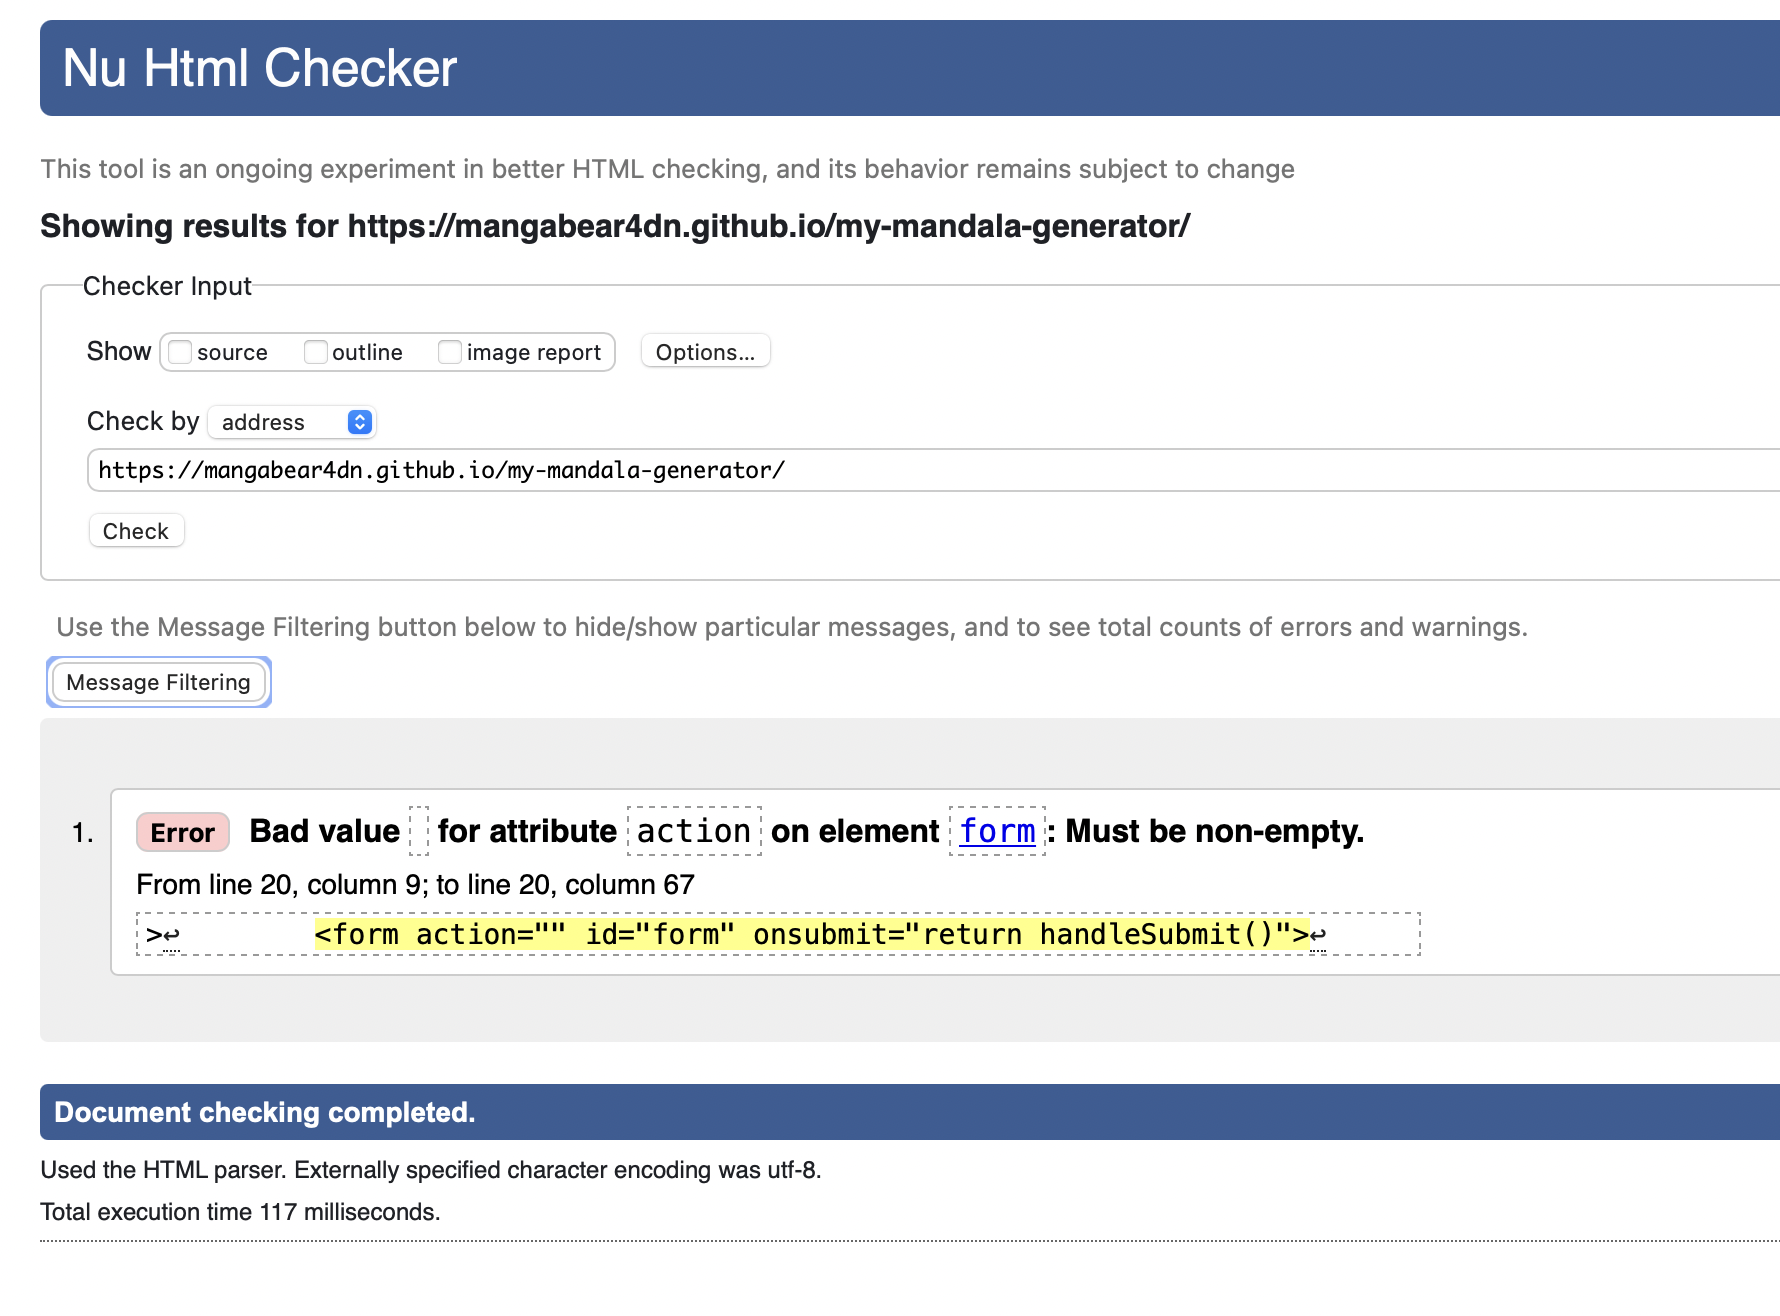 Nu Html Checker
This tool is an ongoing experiment in better HTML checking, and its behavior remains subject to change
Showing results for https://mangabear4dn.github.io/my-mandala-generator/
Checker Input
Show source outline image report Options...
Check by address
https://mangabear4dn.github.io/my-mandala-generator/
Check
Use the Message Filtering button below to hide/show particular messages, and to see total counts of errors and warnings.
Message Filtering
1. Error Bad value for attribute action on element form: Must be non-empty.
From line 20, column 9; to line 20, column 67
>↩ <form action="" id="form" onsubmit="return handleSubmit()">↩
Document checking completed.
Used the HTML parser. Externally specified character encoding was utf-8.
Total execution time 117 milliseconds.